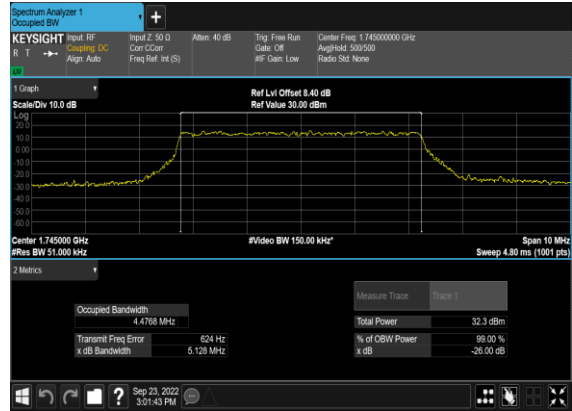 Spectrum Analyzer 1
Occupied BW
+
KEYSIGHT Input: RF Input Z: 50 Ω Atten: 40 dB Trig: Free Run Center Freq: 1.745000000 GHz
R T Coupling: DC Corr CCorr Gate: Off Avg|Hold: 500/500
Align: Auto Freq Ref: Int (S) #IF Gain: Low Radio Std: None
LV
1 Graph
Ref Lvl Offset 8.40 dB
Scale/Div 10.0 dB Ref Value 30.00 dBm
Log
20.0
10.0
0.00
-10.0
-20.0
-30.0
-40.0
-50.0
-60.0
Center 1.745000 GHz #Video BW 150.00 kHz* Span 10 MHz
#Res BW 51.000 kHz Sweep 4.80 ms (1001 pts)
2 Metrics
Measure Trace Trace 1
Occupied Bandwidth
4.4768 MHz Total Power 32.3 dBm
Transmit Freq Error 624 Hz % of OBW Power 99.00 %
x dB Bandwidth 5.128 MHz x dB -26.00 dB
? Sep 23, 2022
3:01:43 PM